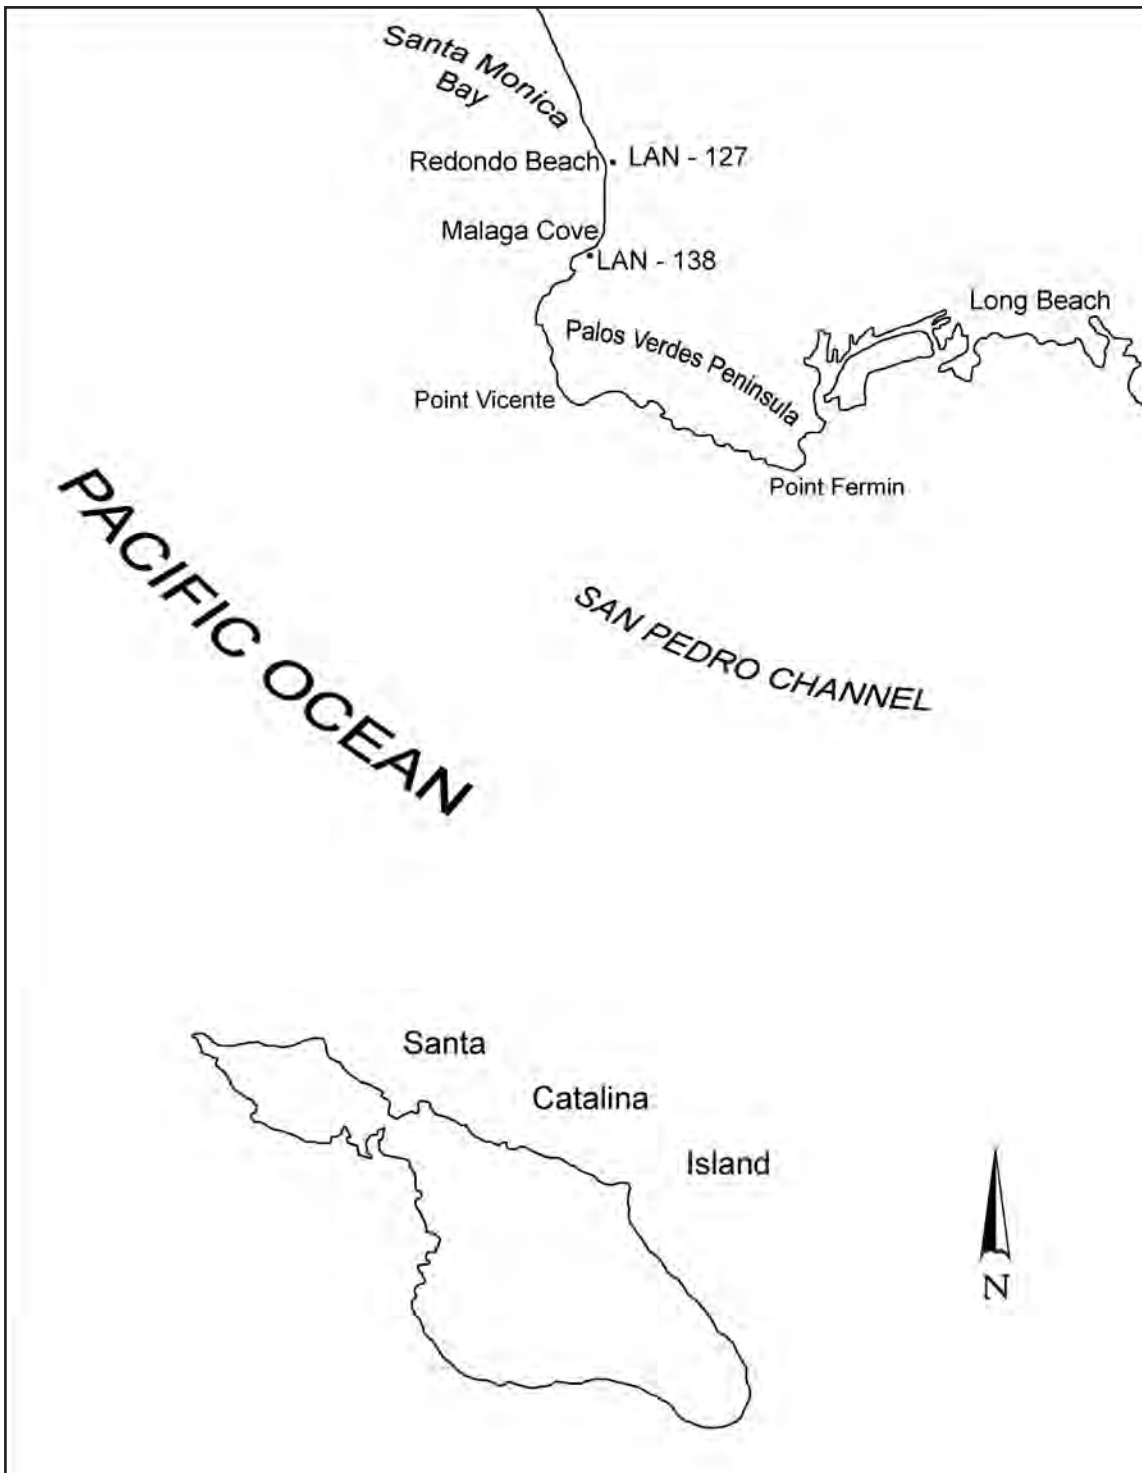 Santa Monica
Bay
Redondo Beach
LAN - 127
Malaga Cove
LAN - 138
Long Beach
Palos Verdes Peninsula
Point Vicente
Point Fermin
PACIFIC OCEAN
SAN PEDRO CHANNEL
Santa
Catalina
Island
N